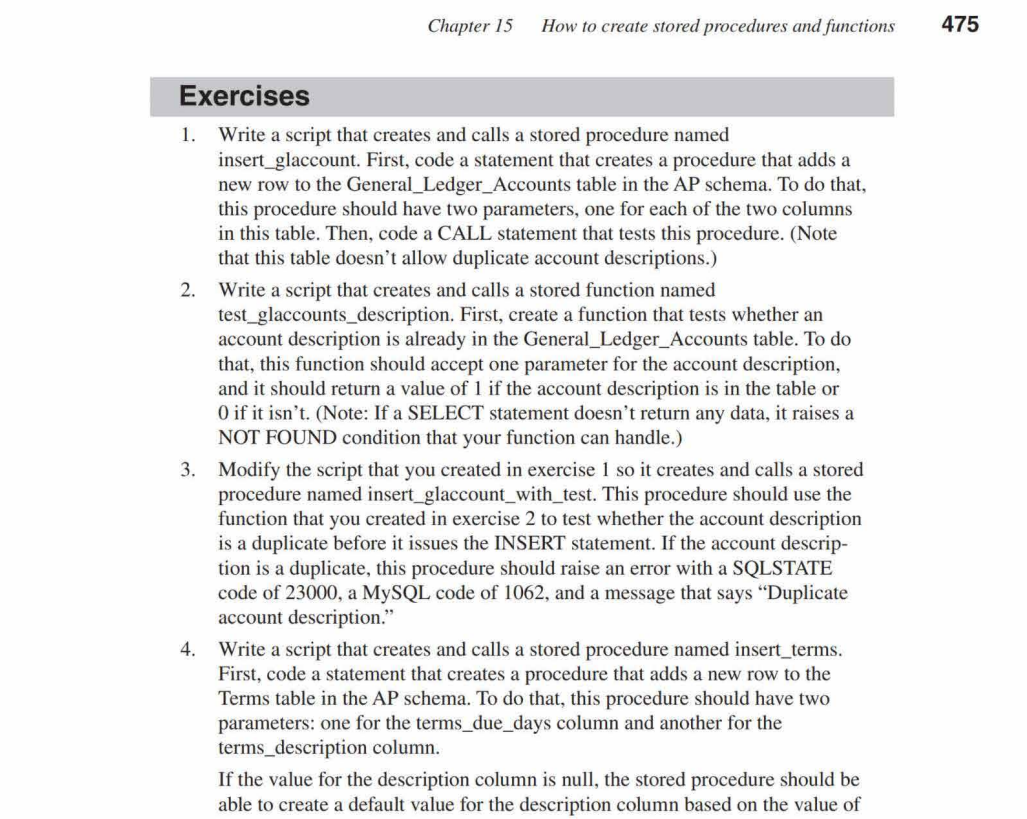 Chapter 15 How to create stored procedures and functions 475
Exercises
1. Write a script that creates and calls a stored procedure named
insert_glaccount. First, code a statement that creates a procedure that adds a
new row to the General_Ledger_Accounts table in the AP schema. To do that,
this procedure should have two parameters, one for each of the two columns
in this table. Then, code a CALL statement that tests this procedure. (Note
that this table doesn't allow duplicate account descriptions.)
2. Write a script that creates and calls a stored function named
test_glaccounts_description. First, create a function that tests whether an
account description is already in the General_Ledger_Accounts table. To do
that, this function should accept one parameter for the account description,
and it should return a value of 1 if the account description is in the table or
0 if it isn't. (Note: If a SELECT statement doesn't return any data, it raises a
NOT FOUND condition that your function can handle.)
3. Modify the script that you created in exercise 1 so it creates and calls a stored
procedure named insert_glaccount_with_test. This procedure should use the
function that you created in exercise 2 to test whether the account description
is a duplicate before it issues the INSERT statement. If the account descrip-
tion is a duplicate, this procedure should raise an error with a SQLSTATE
code of 23000, a MySQL code of 1062, and a message that says “Duplicate
account description.”
4. Write a script that creates and calls a stored procedure named insert_terms.
First, code a statement that creates a procedure that adds a new row to the
Terms table in the AP schema. To do that, this procedure should have two
parameters: one for the terms_due_days column and another for the
terms_description column.
If the value for the description column is null, the stored procedure should be
able to create a default value for the description column based on the value of